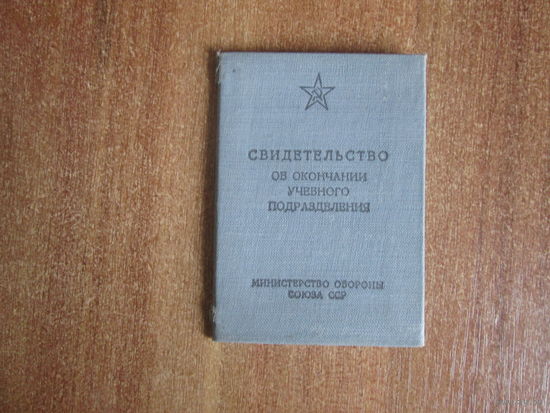 СВИДЕТЕЛЬСТВО
ОБ ОКОНЧАНИИ
УЧЕБНОГО
ПОДРАЗДЕЛЕНИЯ
МИНИСТЕРСТВО ОБОРОНЫ
СОЮЗА ССР